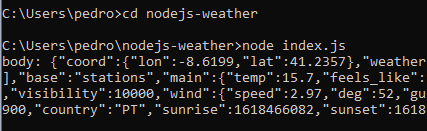 C:\Users\pedro>cd nodejs-weather
C:\Users\pedro\nodejs-weather>node index.js
body: {"coord":{"lon":-8.6199,"lat":41.2357},"weather
],"base":"stations","main":{"temp":15.7,"feels_like":
,"visibility":10000,"wind":{"speed":2.97,"deg":52,"gu
900,"country":"PT","sunrise":1618466082,"sunset":1618